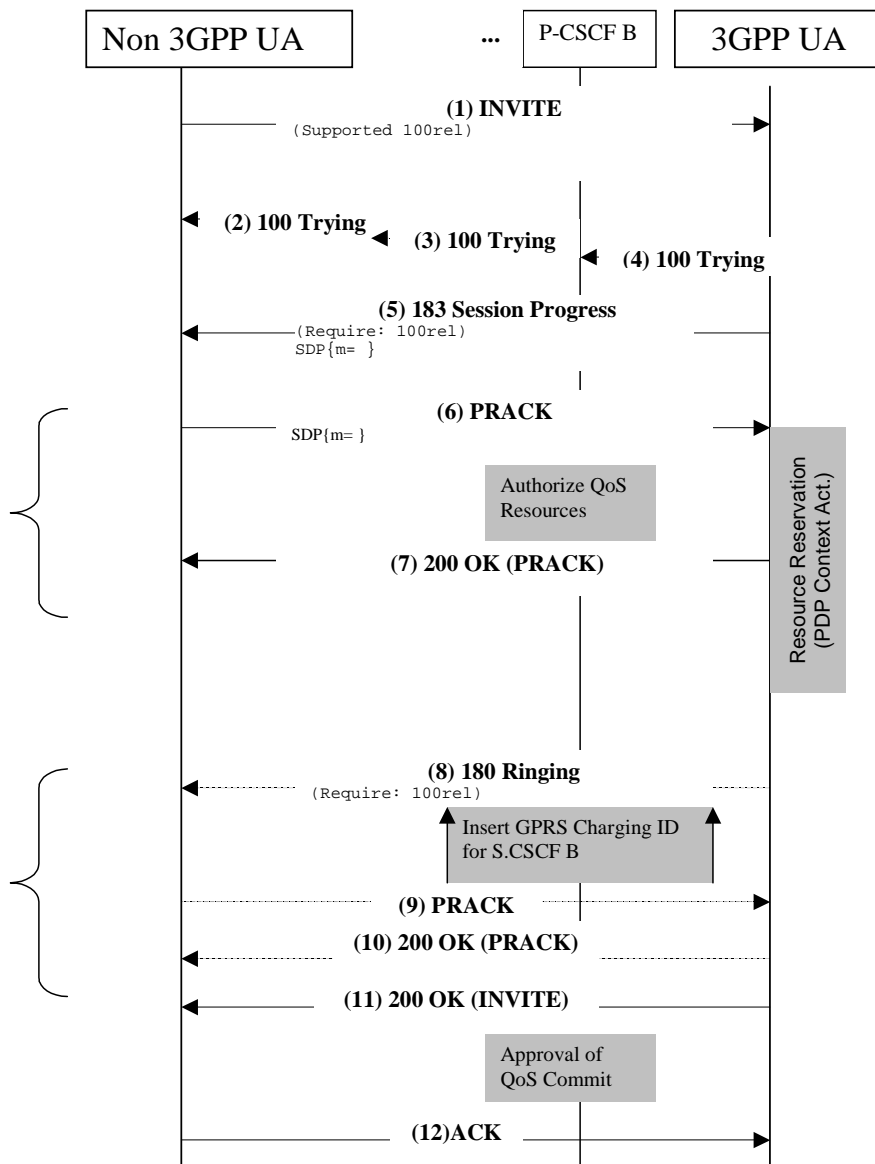 Non 3GPP UA
...
P-CSCF B
3GPP UA
(1) INVITE
(Supported 100rel)
(2) 100 Trying
(3) 100 Trying
(4) 100 Trying
(5) 183 Session Progress
(Require: 100rel)
SDP{m= }
(6) PRACK
SDP{m= }
Authorize QoS
Resources
Resource Reservation
(PDP Context Act.)
(7) 200 OK (PRACK)
(8) 180 Ringing
(Require: 100rel)
Insert GPRS Charging ID
for S.CSCF B
(9) PRACK
(10) 200 OK (PRACK)
(11) 200 OK (INVITE)
Approval of
QoS Commit
(12)ACK